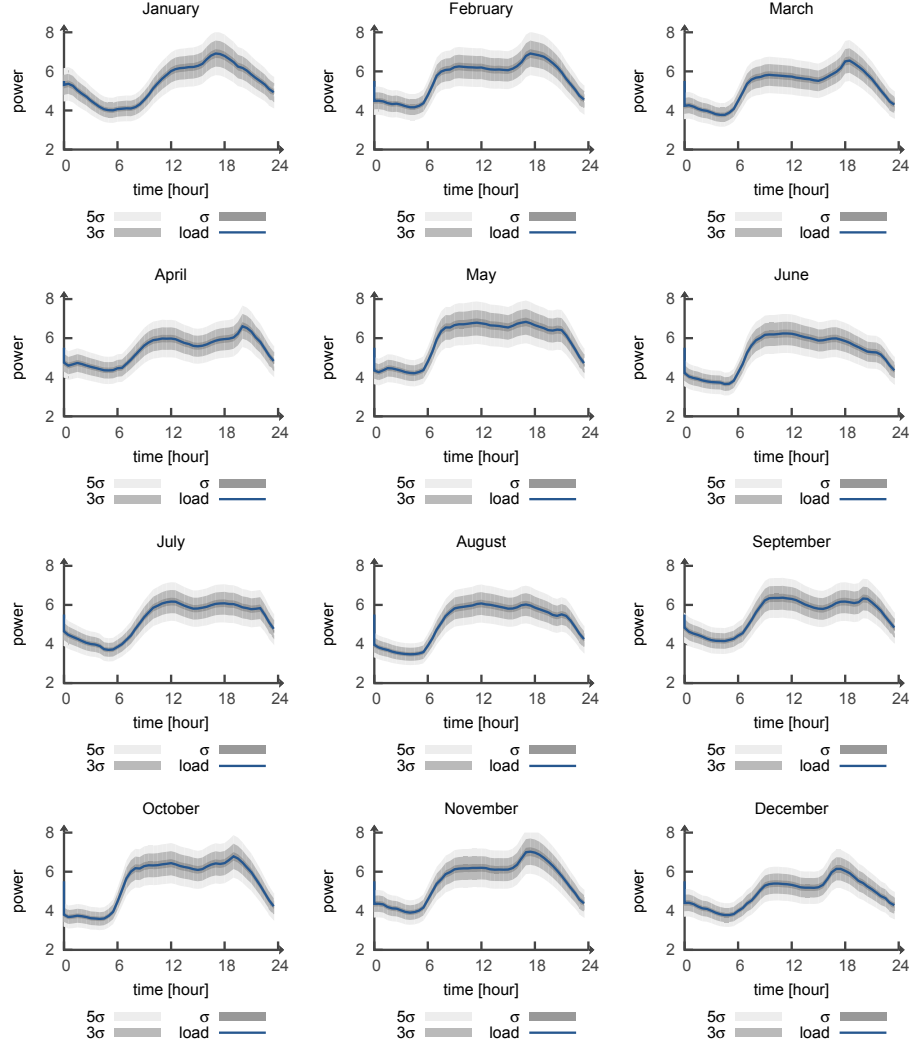 January February March
8 8 8
6 6 6
power power power
4 4 4
2 2 2
0 6 12 18 24 0 6 12 18 24 0 6 12 18 24
time [hour] time [hour] time [hour]
5σ σ 5σ σ 5σ σ
3σ load 3σ load 3σ load
April May June
8 8 8
6 6 6
power power power
4 4 4
2 2 2
0 6 12 18 24 0 6 12 18 24 0 6 12 18 24
time [hour] time [hour] time [hour]
5σ σ 5σ σ 5σ σ
3σ load 3σ load 3σ load
July August September
8 8 8
6 6 6
power power power
4 4 4
2 2 2
0 6 12 18 24 0 6 12 18 24 0 6 12 18 24
time [hour] time [hour] time [hour]
5σ σ 5σ σ 5σ σ
3σ load 3σ load 3σ load
October November December
8 8 8
6 6 6
power power power
4 4 4
2 2 2
0 6 12 18 24 0 6 12 18 24 0 6 12 18 24
time [hour] time [hour] time [hour]
5σ σ 5σ σ 5σ σ
3σ load 3σ load 3σ load